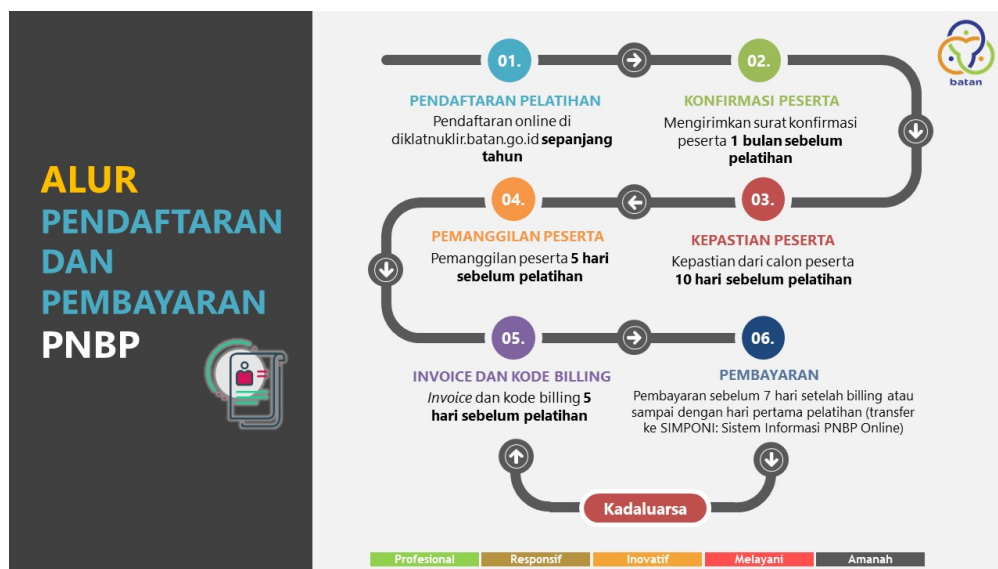 ALUR
PENDAFTARAN
DAN
PEMBAYARAN
PNBP
batan
01.
PENDAFTARAN PELATIHAN
Pendaftaran online di
diklatnuklir.batan.go.id sepanjang
tahun
02.
KONFIRMASI PESERTA
Mengirimkan surat konfirmasi
peserta 1 bulan sebelum
pelatihan
03.
KEPASTIAN PESERTA
Kepastian dari calon peserta
10 hari sebelum pelatihan
04.
PEMANGGILAN PESERTA
Pemanggilan peserta 5 hari
sebelum pelatihan
05.
INVOICE DAN KODE BILLING
Invoice dan kode billing 5
hari sebelum pelatihan
06.
PEMBAYARAN
Pembayaran sebelum 7 hari setelah billing atau
sampai dengan hari pertama pelatihan (transfer
ke SIMPONI: Sistem Informasi PNBP Online)
Kadaluarsa
Profesional
Responsif
Inovatif
Melayani
Amanah